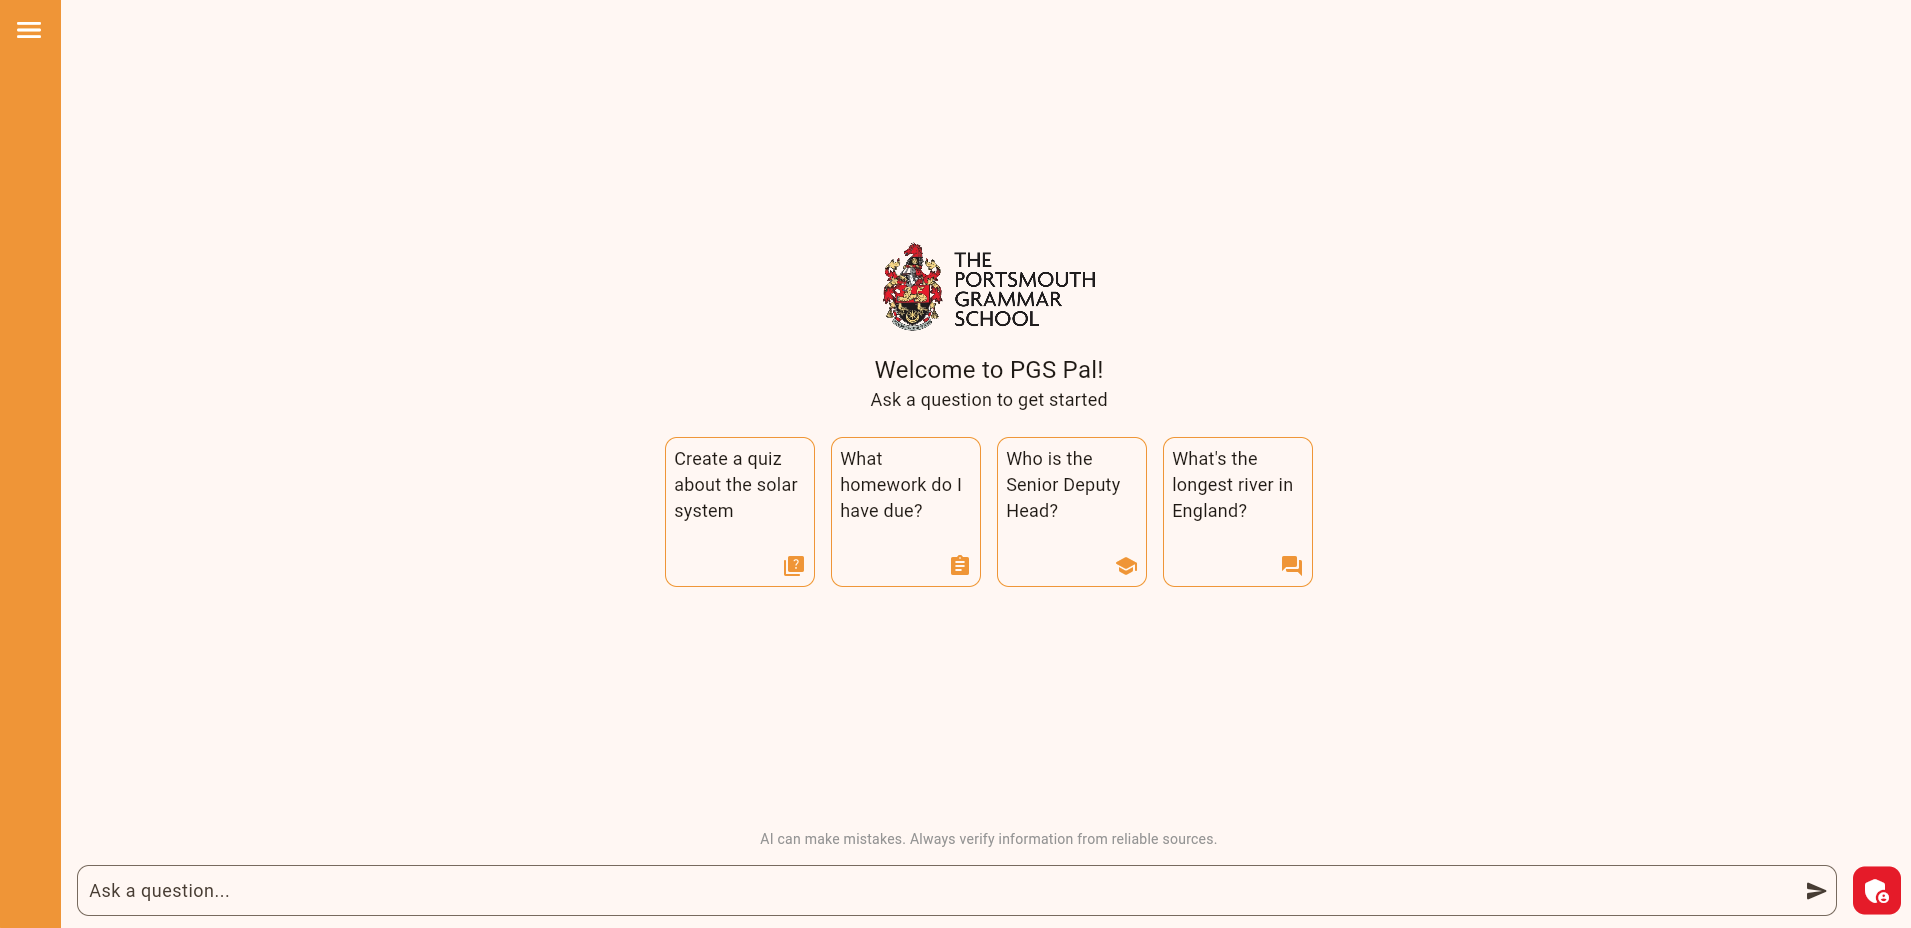 THE
PORTSMOUTH
GRAMMAR
SCHOOL
Welcome to PGS Pal!
Ask a question to get started
Create a quiz
about the solar
system
What
homework do I
have due?
Who is the
Senior Deputy
Head?
What's the
longest river in
England?
AI can make mistakes. Always verify information from reliable sources.
Ask a question...